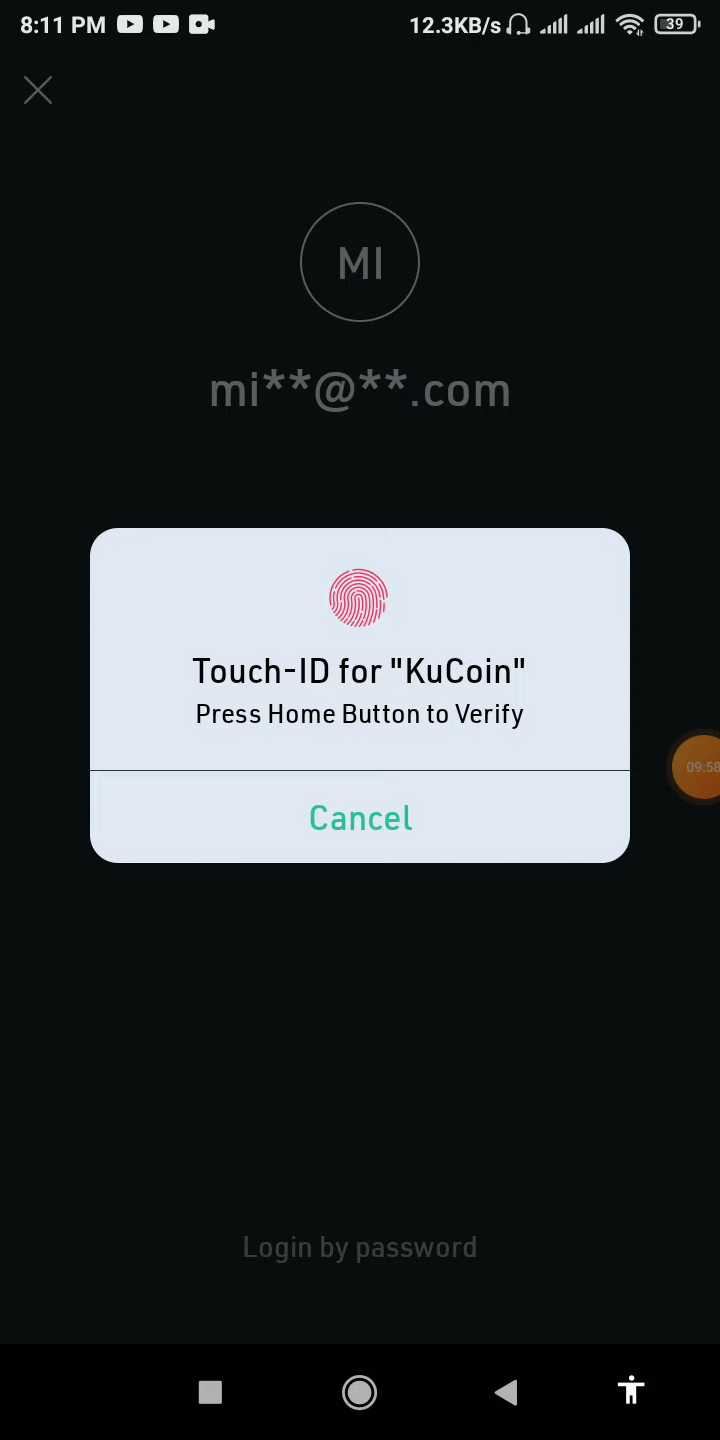 8:11 PM 12.3KB/s 39
MI
mi**@**.com
Touch-ID for "KuCoin"
Press Home Button to Verify
09:58
Cancel
Login by password